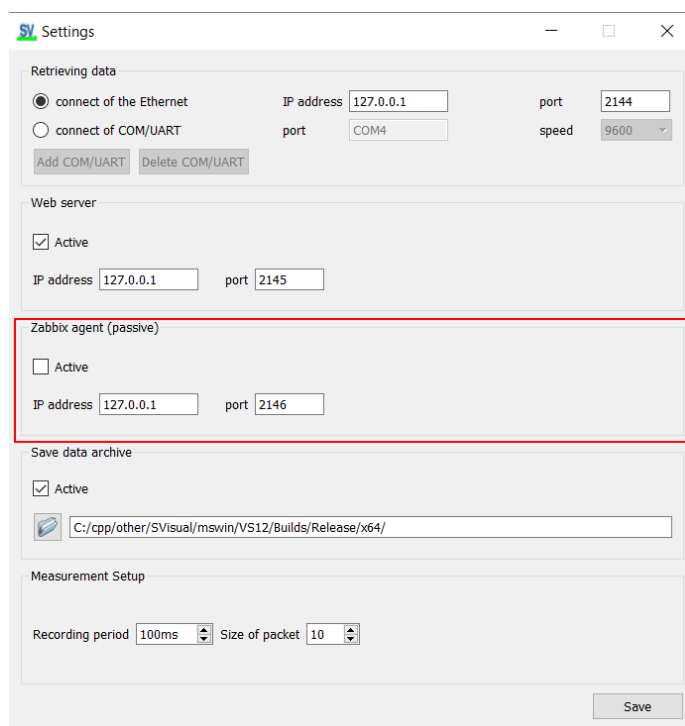 SV Settings
Retrieving data
connect of the Ethernet IP address 127.0.0.1 port 2144
connect of COM/UART port COM4 speed 9600
Add COM/UART Delete COM/UART
Web server
Active
IP address 127.0.0.1 port 2145
Zabbix agent (passive)
Active
IP address 127.0.0.1 port 2146
Save data archive
Active
C:/cpp/other/SVisual/mswin/VS12/Builds/Release/x64/
Measurement Setup
Recording period 100ms Size of packet 10
Save